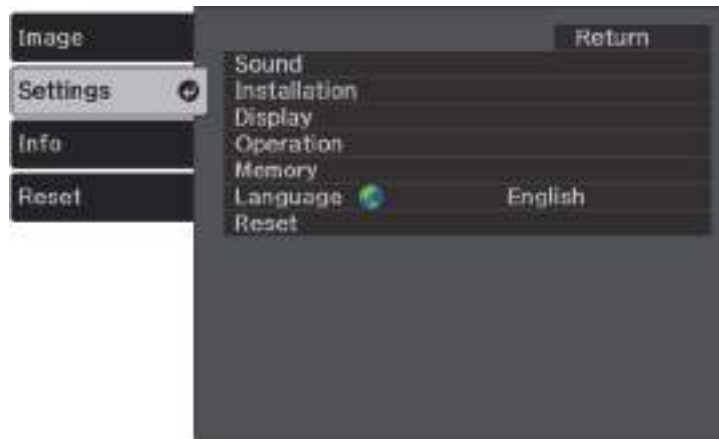 Image
Settings
Info
Reset
Return
Sound
Installation
Display
Operation
Memory
Language English
Reset